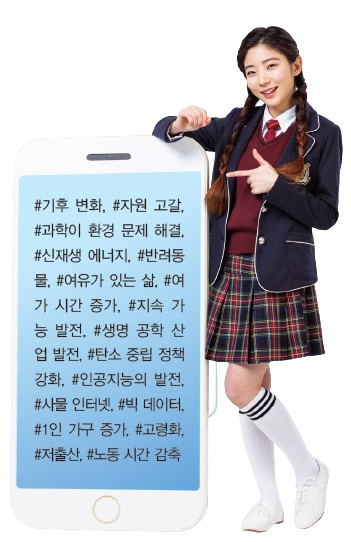 #기후 변화, #자원 고갈,
#과학이 환경 문제 해결,
#신재생 에너지, #반려동
물, #여유가 있는 삶, #여
가 시간 증가, #지속 가
능 발전, #생명 공학 산
업 발전, #탄소 중립 정책
강화, #인공지능의 발전,
#사물 인터넷, #빅 데이터,
#1인 가구 증가, #고령화,
#저출산, #노동 시간 감축